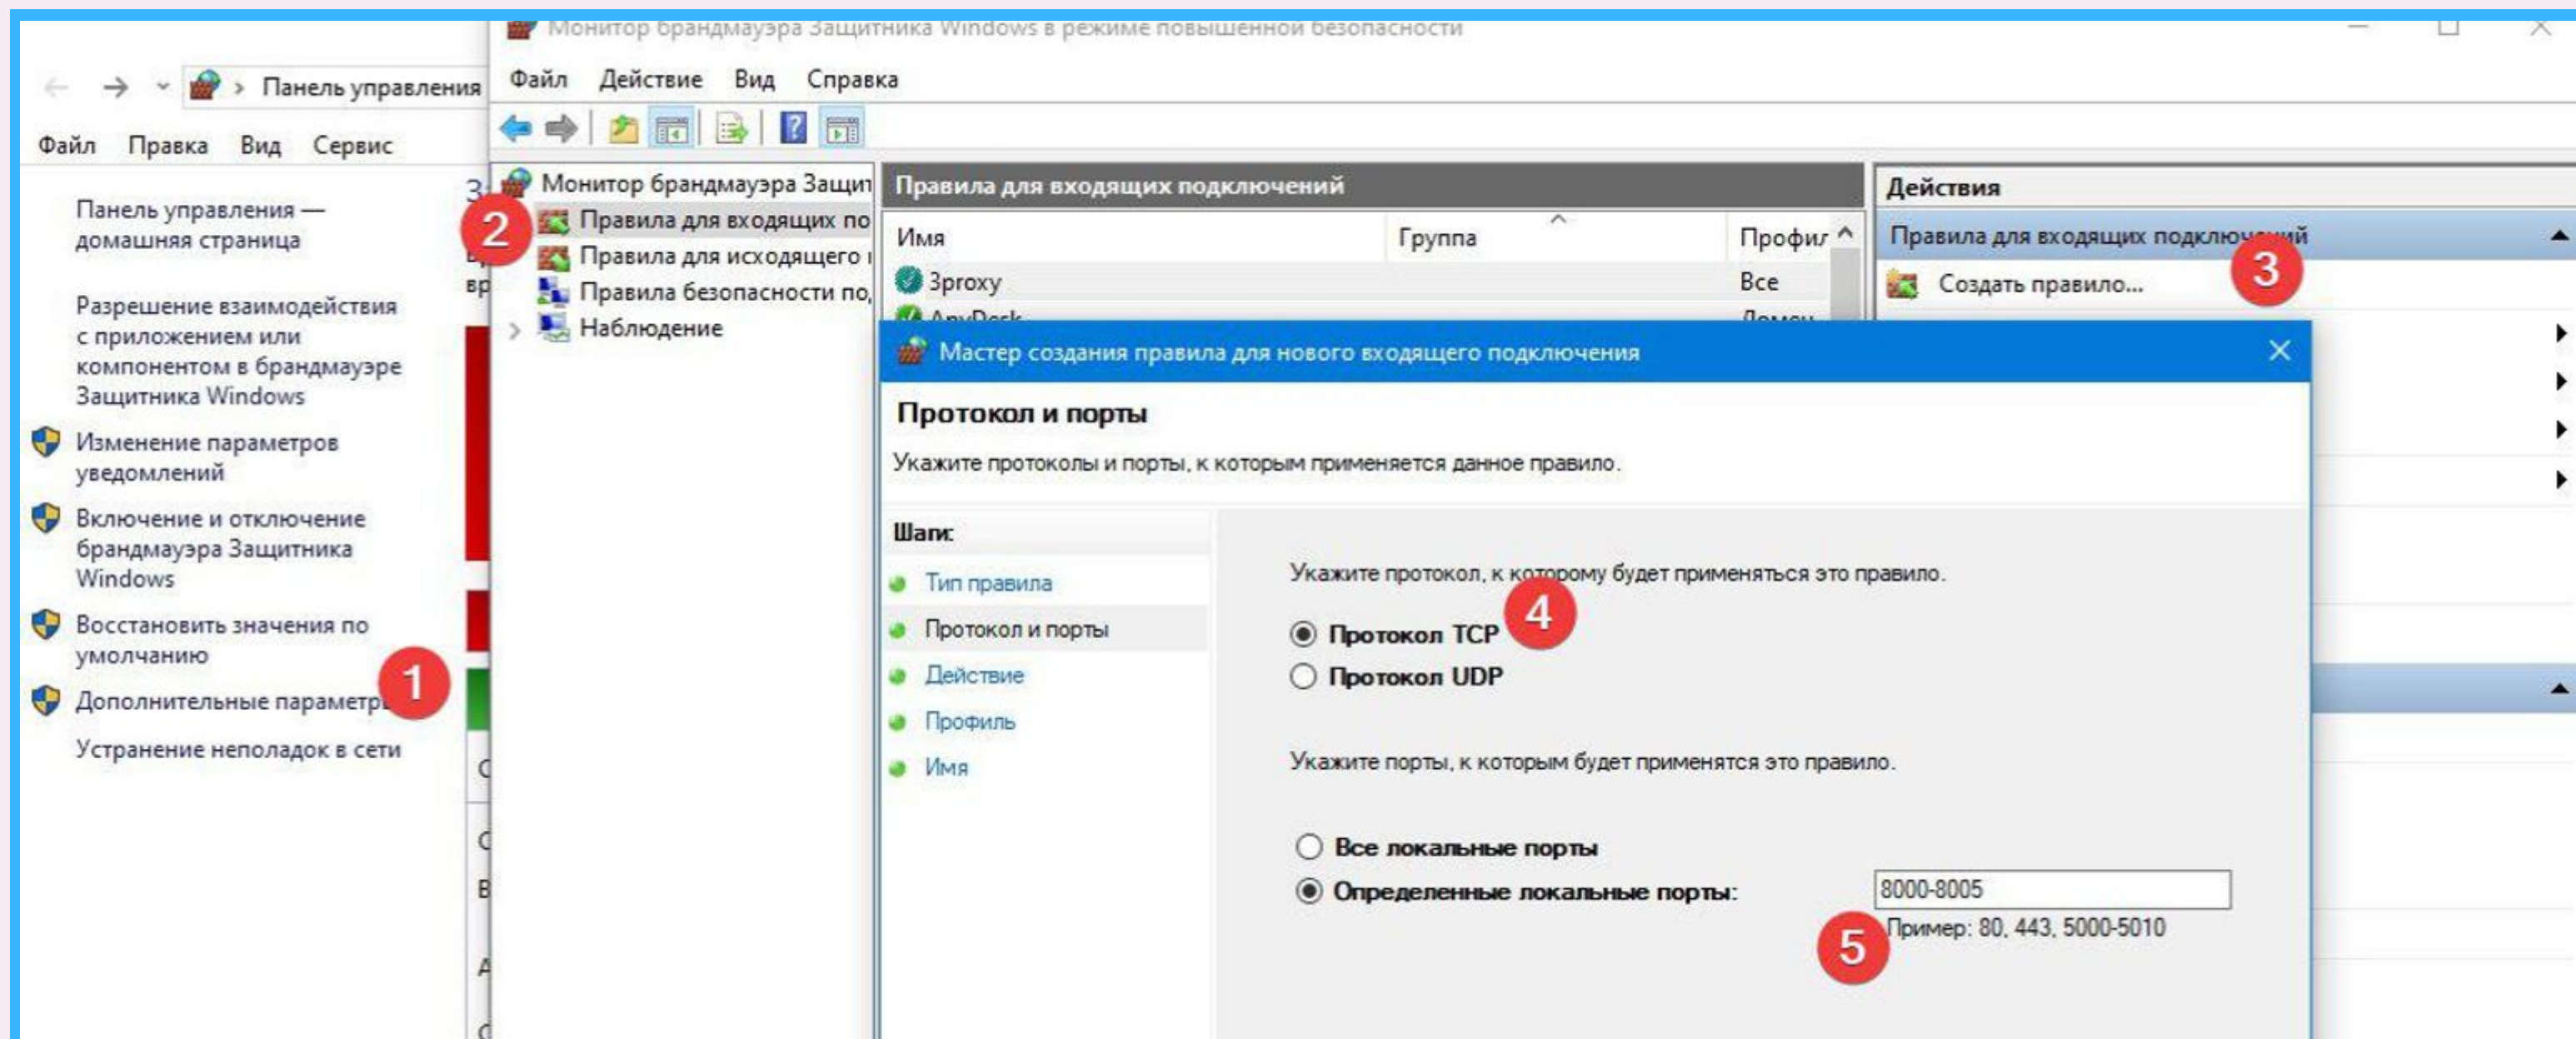 Монитор брандмауэра Защитника Windows в режиме повышенной безопасности
Панель управления
Файл Правка Вид Сервис
Панель управления —
домашняя страница
Разрешение взаимодействия
с приложением или
компонентом в брандмауэре
Защитника Windows
Изменение параметров
уведомлений
Включение и отключение
брандмауэра Защитника
Windows
Восстановить значения по
умолчанию
1
Дополнительные параметры
Устранение неполадок в сети
Файл Действие Вид Справка
Монитор брандмауэра Защит
2
Правила для входящих по
Правила для исходящего
Правила безопасности по
Наблюдение
Правила для входящих подключений
Имя Группа Профил
3proxy Все
AnyDesk Домен
Действия
Правила для входящих подключений
3
Создать правило...
Мастер создания правила для нового входящего подключения
Протокол и порты
Укажите протоколы и порты, к которым применяется данное правило.
Шаги:
Тип правила
Протокол и порты
Действие
Профиль
Имя
Укажите протокол, к которому будет применяться это правило.
4
Протокол TCP
Протокол UDP
Укажите порты, к которым будет применятся это правило.
Все локальные порты
Определенные локальные порты: 8000-8005
5
Пример: 80, 443, 5000-5010